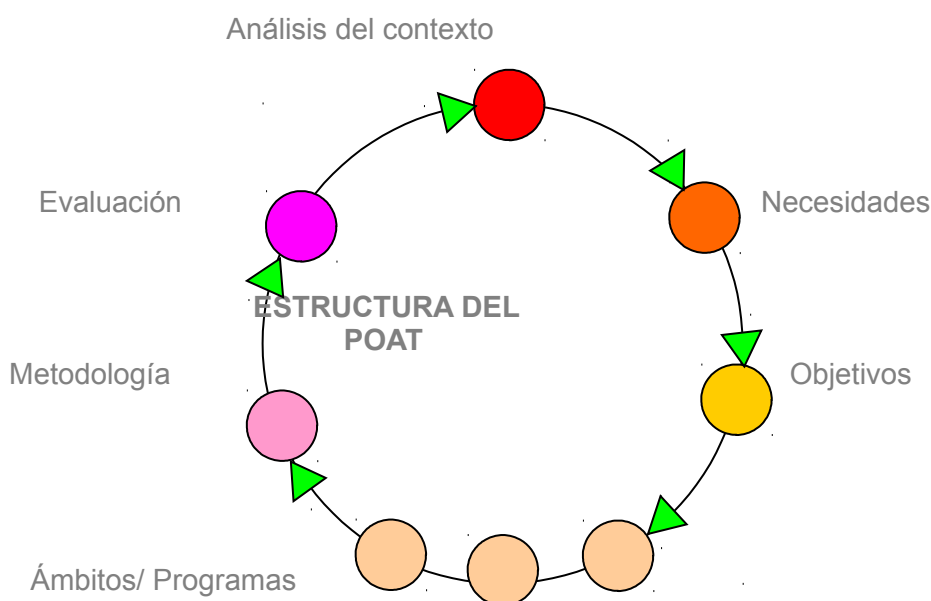 Análisis del contexto
Evaluación
Necesidades
ESTRUCTURA DEL
POAT
Metodología
Objetivos
Ámbitos/ Programas